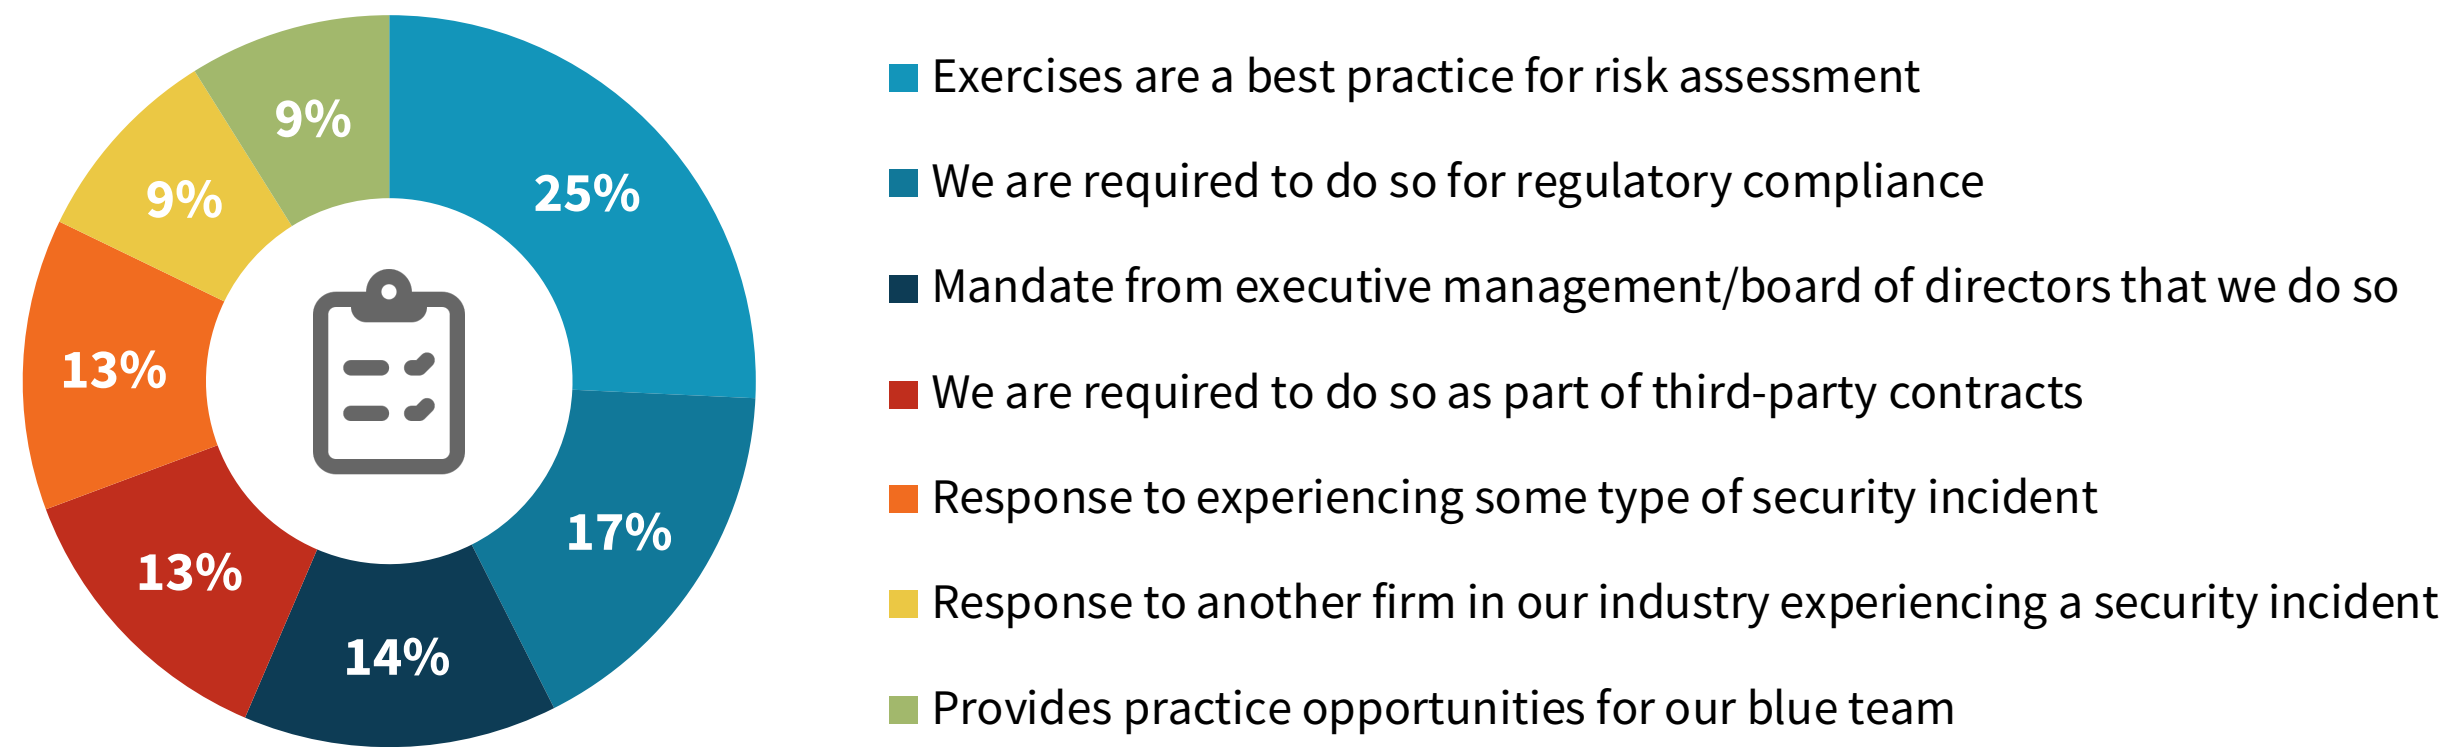 25%
17%
14%
13%
13%
9%
9%
Exercises are a best practice for risk assessment
We are required to do so for regulatory compliance
Mandate from executive management/board of directors that we do so
We are required to do so as part of third-party contracts
Response to experiencing some type of security incident
Response to another firm in our industry experiencing a security incident
Provides practice opportunities for our blue team